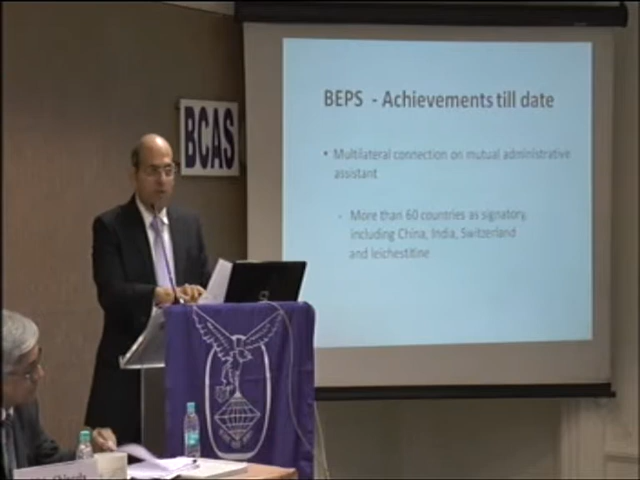 BCAS
BEPS - Achievements till date
• Multilateral connection on mutual administrative
assistant
- More than 60 countries as signatory,
including China, India, Switzerland
and leichestitine